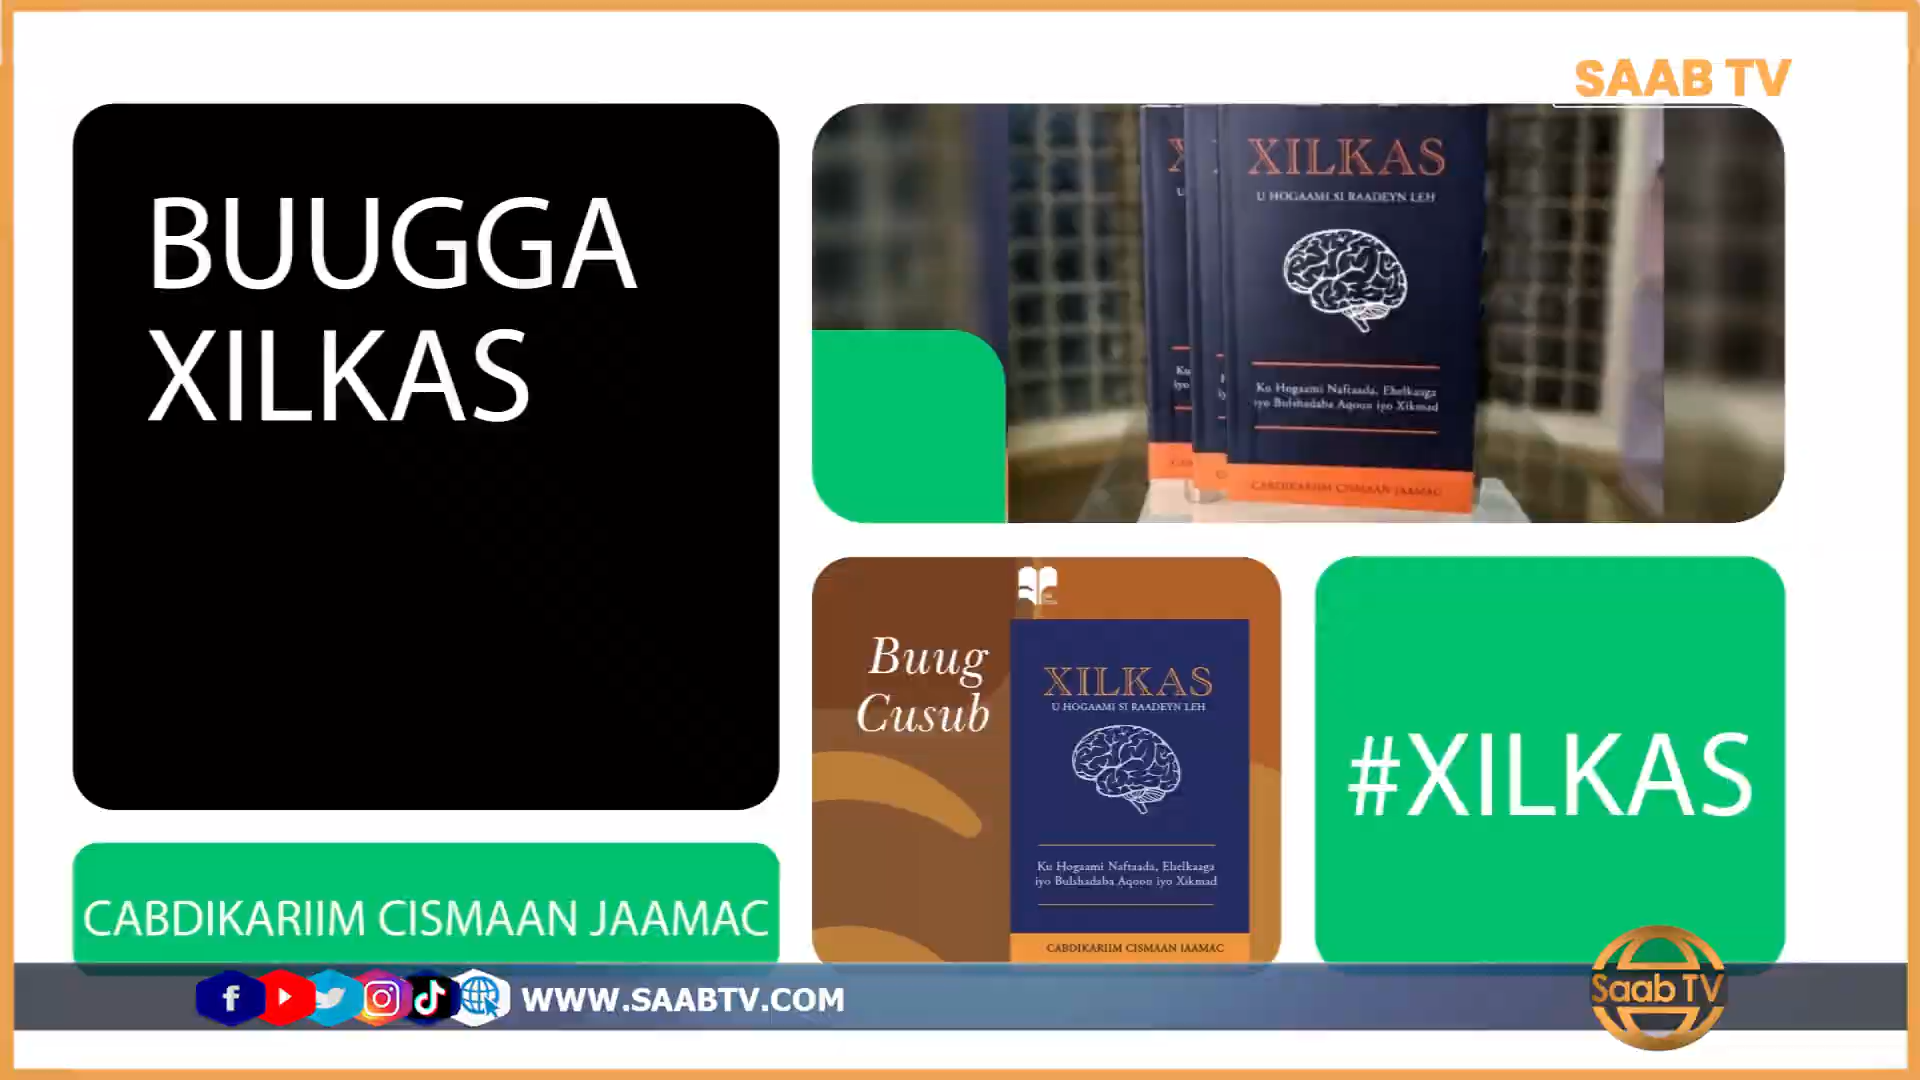 SAAB TV
BUUGGA
XILKAS
XILKAS
U HOGAAMI SI RAADEYN LEH
Ku Hogaami Naftaada, Ehelkaaga
iyo Bulshadaba Aqoon iyo Xikmad
CABDIKARIIM CISMAAN JAAMAC
Buug
Cusub
XILKAS
U HOGAAMI SI RAADEYN LEH
Ku Hogaami Naftaada, Ehelkaaga
iyo Bulshadaba Aqoon iyo Xikmad
CABDIKARIIM CISMAAN JAAMAC
#XILKAS
CABDIKARIIM CISMAAN JAAMAC
WWW.SAABTV.COM
Saab TV